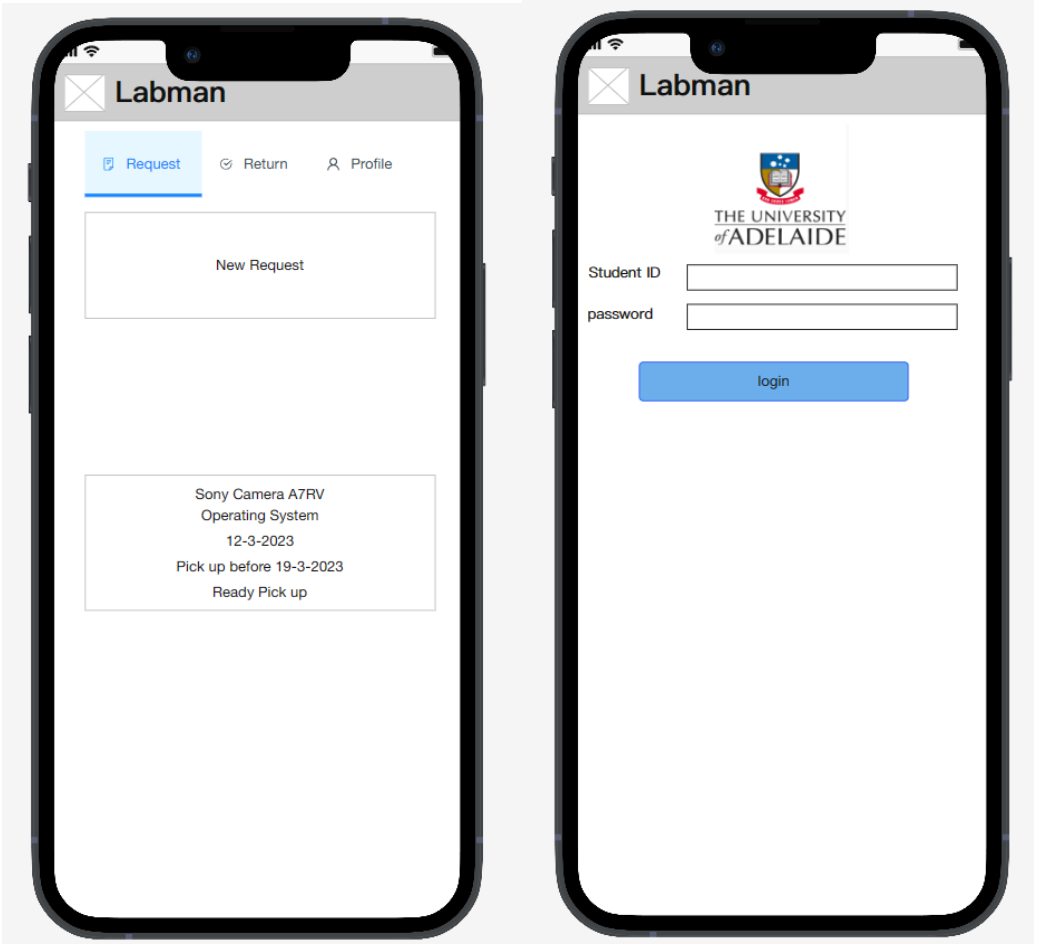 Labman
Request
Return
Profile
New Request
Sony Camera A7RV
Operating System
12-3-2023
Pick up before 19-3-2023
Ready Pick up
Labman
THE UNIVERSITY
of ADELAIDE
Student ID
password
login